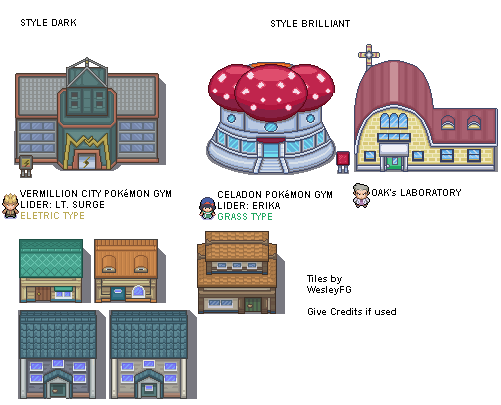 STYLE DARK
STYLE BRILLIANT
VERMILLION CITY POKéMON GYM
LIDER: LT. SURGE
ELETRIC TYPE
CELADON POKéMON GYM
LIDER: ERIKA
GRASS TYPE
OAK's LABORATORY
Tiles by
WesleyFG
Give Credits if used